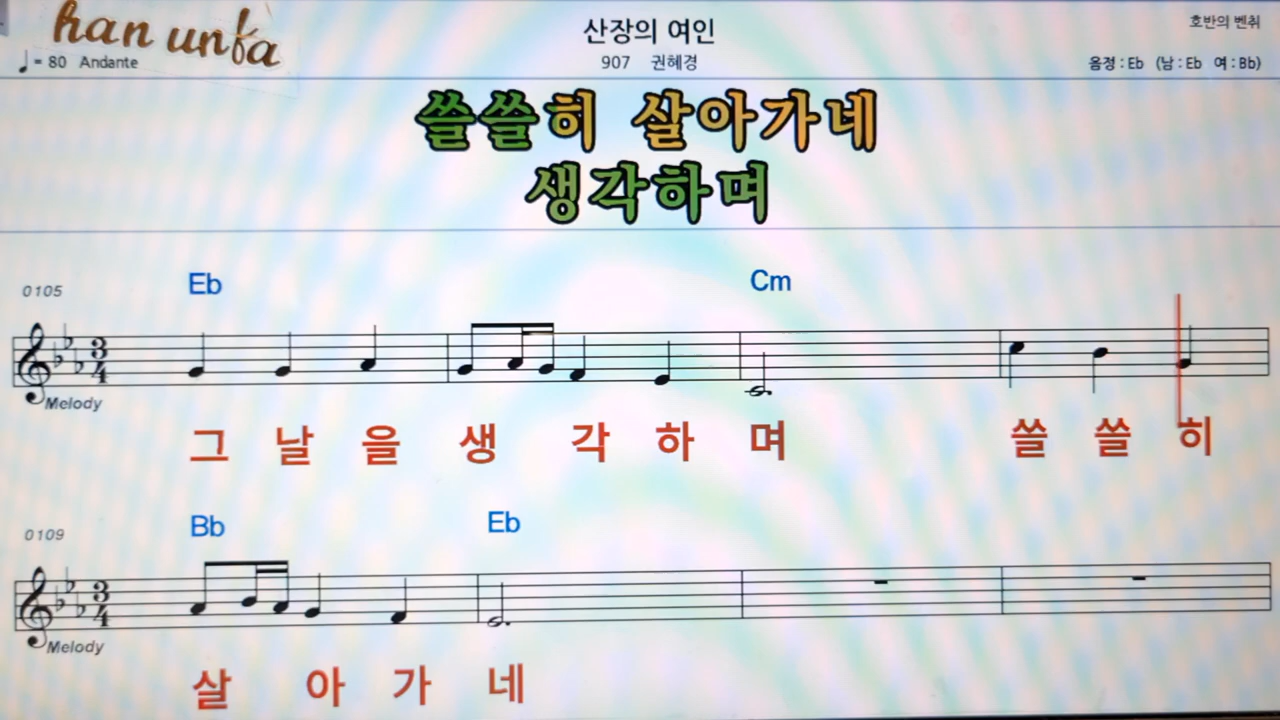 han unfa
산장의 여인
호반의 벤취
♩= 80 Andante
907 권혜경
음정 : Eb (남 : Eb 여 : Bb)
쓸쓸히 살아가네
생각하며
0105 Eb Cm
3/4
Melody
그 날 을 생 각 하 며 쓸 쓸 히
0109 Bb Eb
3/4
Melody
살 아 가 네